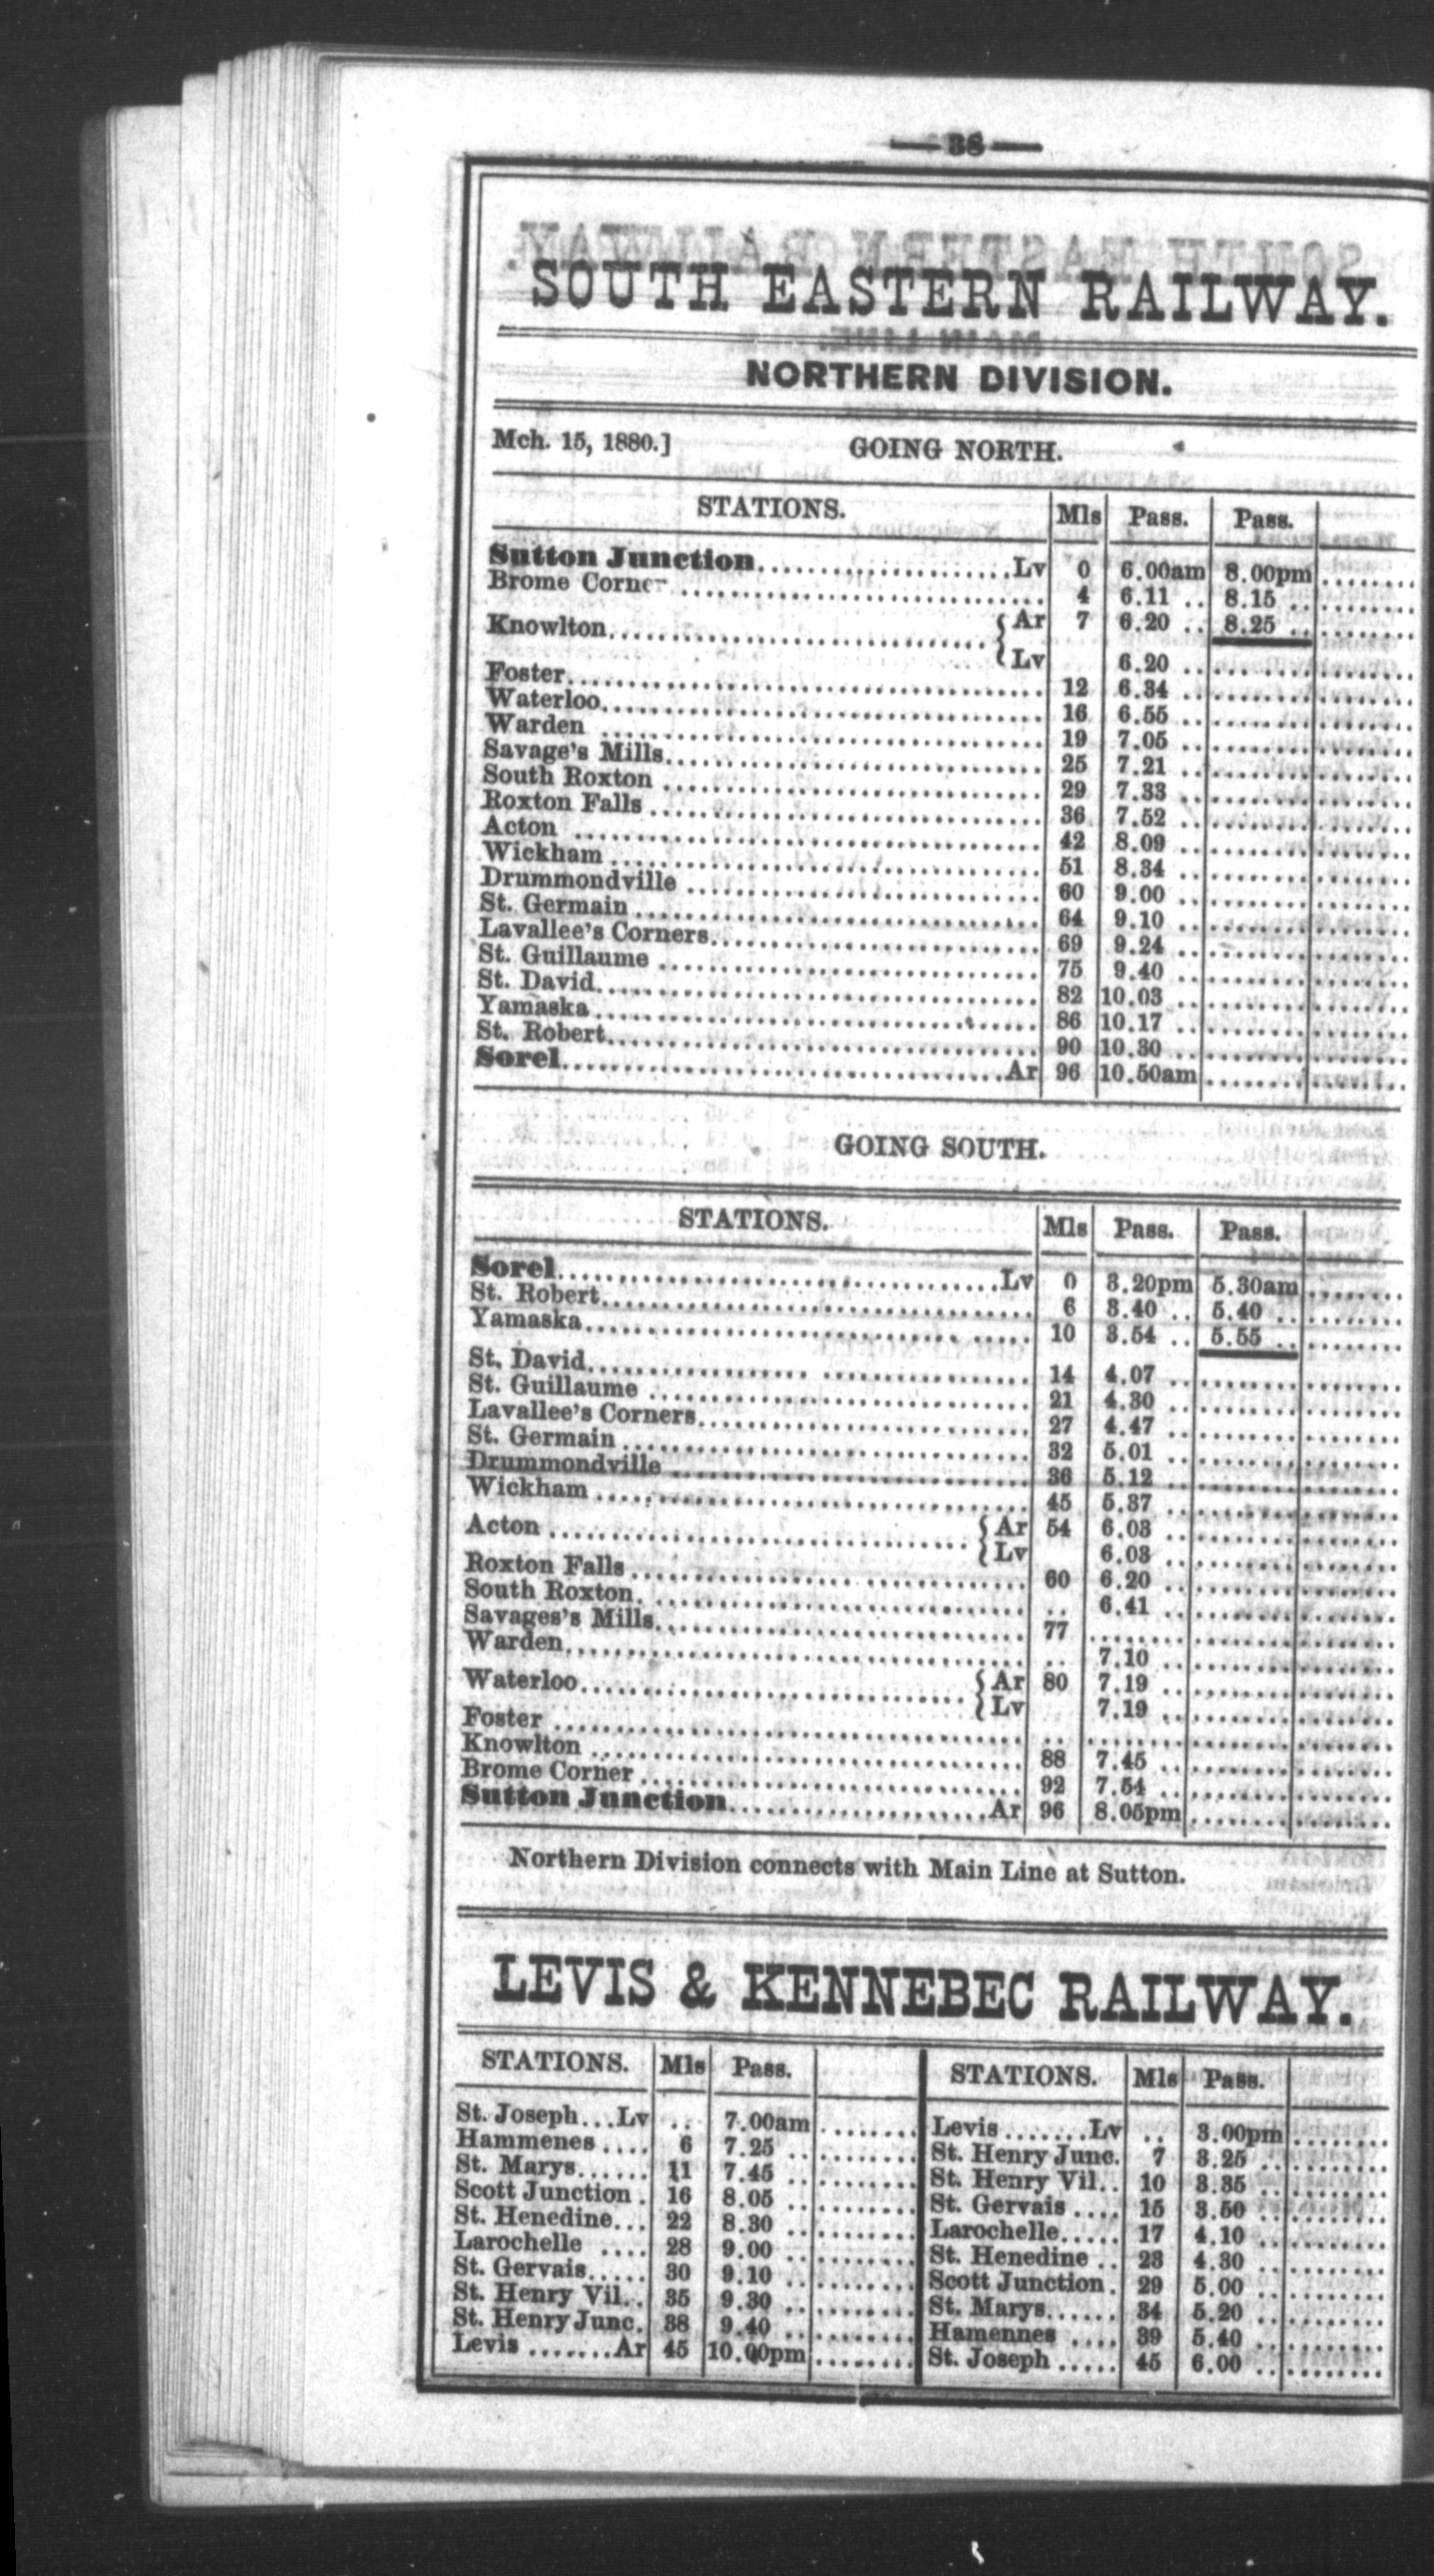 — 38 —
SOUTH EASTERN RAILWAY.
NORTHERN DIVISION.
Mch. 15, 1880.] GOING NORTH.
STATIONS. Mls Pass. Pass.
Sutton Junction........Lv 0 6.00am 8.00pm
Brome Corner ........ 4 6.11 .. 8.15 ..
Knowlton........ { Ar 7 6.20 .. 8.25 ..
{ Lv 6.20 ..
Foster........ 12 6.34 ..
Waterloo........ 16 6.55 ..
Warden ........ 19 7.05 ..
Savage's Mills........ 25 7.21 ..
South Roxton ........ 29 7.33 ..
Roxton Falls ........ 36 7.52 ..
Acton ........ 42 8.09 ..
Wickham ........ 51 8.34 ..
Drummondville ........ 60 9.00 ..
St. Germain ........ 64 9.10 ..
Lavallee's Corners........ 69 9.24 ..
St. Guillaume ........ 75 9.40 ..
St. David........ 82 10.03 ..
Yamaska........ 86 10.17 ..
St. Robert........ 90 10.30 ..
Sorel........Ar 96 10.50am
GOING SOUTH.
STATIONS. Mls Pass. Pass.
Sorel........Lv 0 3.20pm 5.30am
St. Robert........ 6 3.40 .. 5.40 ..
Yamaska........ 10 3.54 .. 5.55 ..
St. David........ 14 4.07 ..
St. Guillaume ........ 21 4.30 ..
Lavallee's Corners........ 27 4.47 ..
St. Germain ........ 32 5.01 ..
Drummondville ........ 36 5.12 ..
Wickham ........ 45 5.37 ..
Acton ........ { Ar 54 6.03 ..
{ Lv 6.03 ..
Roxton Falls ........ 60 6.20 ..
South Roxton. ........ .. 6.41 ..
Savages's Mills........ 77 ........
Warden........ .. 7.10 ..
Waterloo........ { Ar 80 7.19 ..
{ Lv 7.19 ..
Foster ........ .. ........
Knowlton ........ 88 7.45 ..
Brome Corner ........ 92 7.54 ..
Sutton Junction........Ar 96 8.05pm
Northern Division connects with Main Line at Sutton.
LEVIS & KENNEBEC RAILWAY.
STATIONS. Mls Pass.
St. Joseph...Lv .. 7.00am
Hammenes .... 6 7.25 ..
St. Marys...... 11 7.45 ..
Scott Junction . 16 8.05 ..
St. Henedine... 22 8.30 ..
Larochelle .... 28 9.00 ..
St. Gervais..... 30 9.10 ..
St. Henry Vil.. 35 9.30 ..
St. Henry Junc. 38 9.40 ..
Levis .......Ar 45 10.00pm
STATIONS. Mls Pass.
Levis.......Lv .. 3.00pm
St. Henry Junc. 7 3.25 ..
St. Henry Vil.. 10 3.35 ..
St. Gervais .... 15 3.50 ..
Larochelle..... 17 4.10 ..
St. Henedine .. 23 4.30 ..
Scott Junction. 29 5.00 ..
St. Marys...... 34 5.20 ..
Hamennes .... 39 5.40 ..
St. Joseph ..... 45 6.00 ..